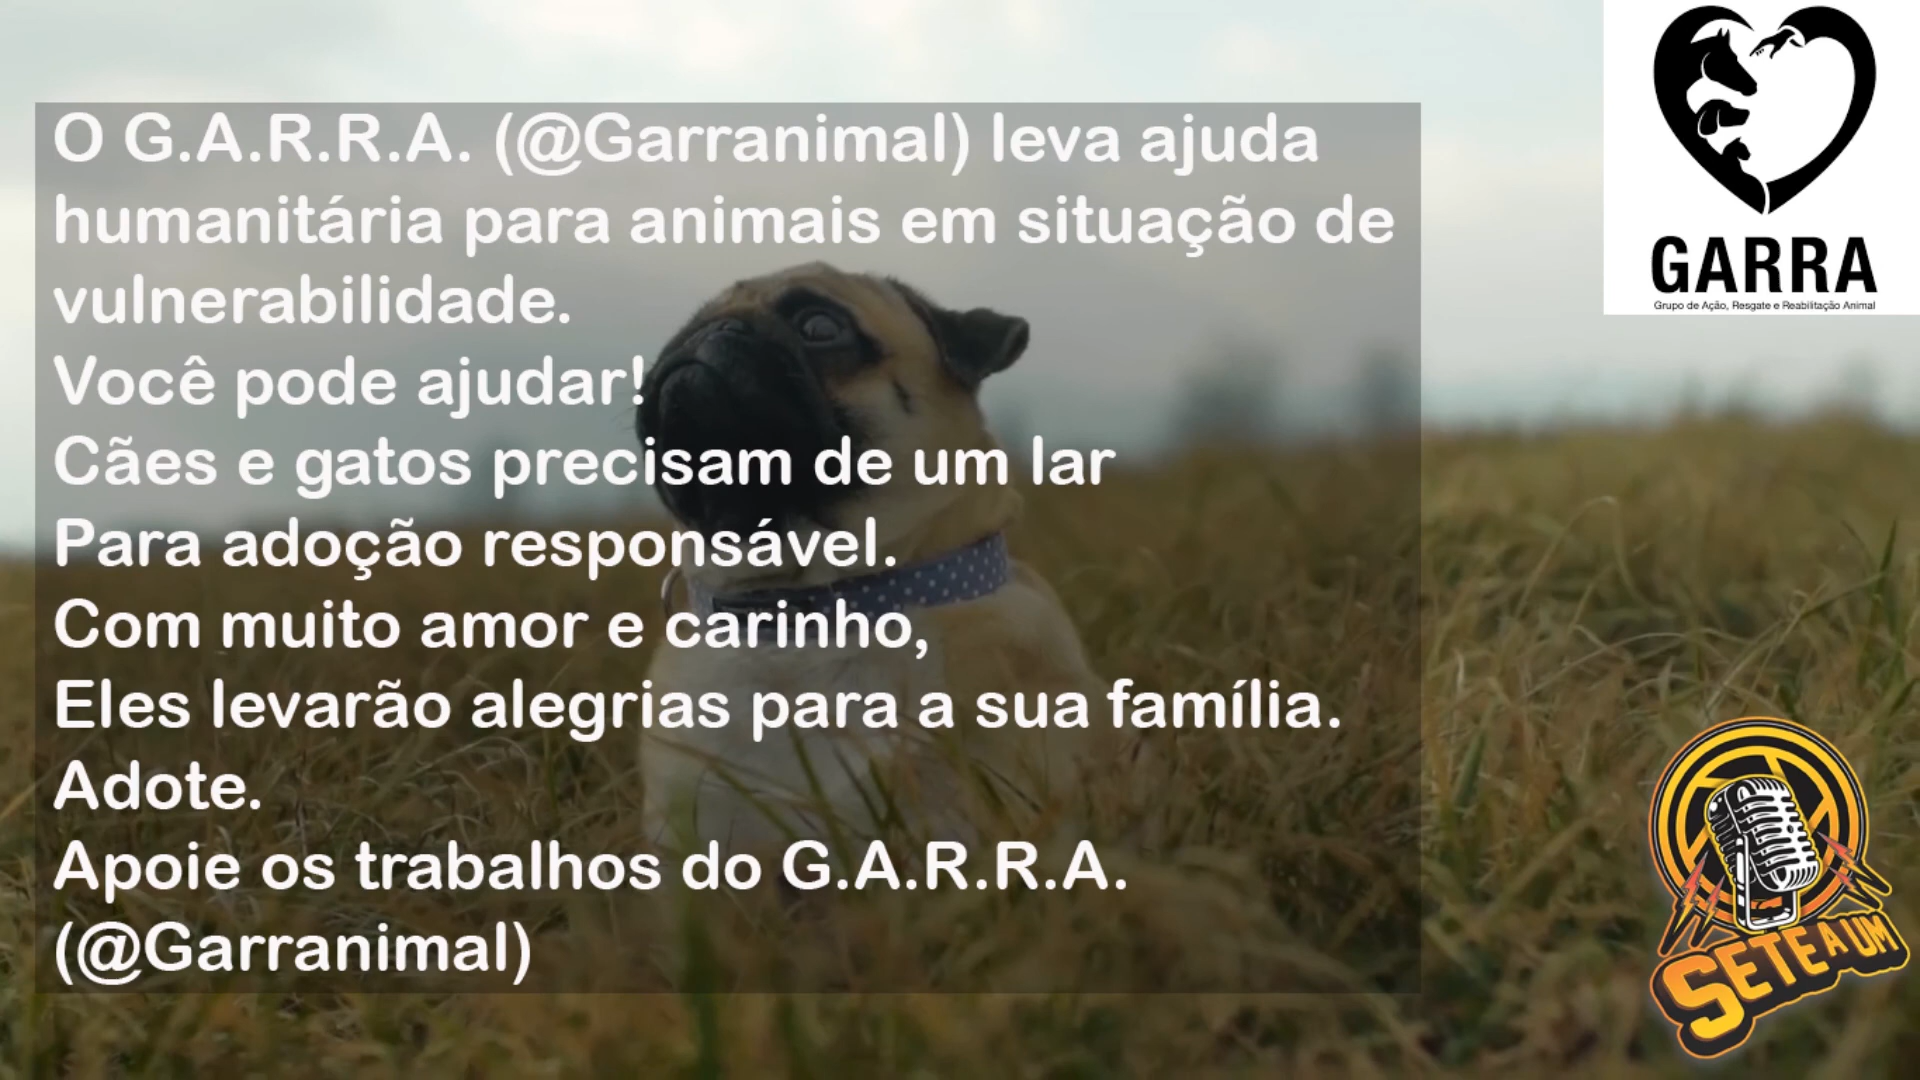 O G.A.R.R.A. (@Garranimal) leva ajuda
humanitária para animais em situação de
vulnerabilidade.
Você pode ajudar!
Cães e gatos precisam de um lar
Para adoção responsável.
Com muito amor e carinho,
Eles levarão alegrias para a sua família.
Adote.
Apoie os trabalhos do G.A.R.R.A.
(@Garranimal)
GARRA
Grupo de Ação, Resgate e Reabilitação Animal
SETE A UM